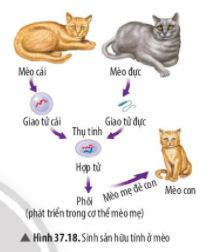 Mèo cái
Mèo đực
Giao tử cái
Thụ tinh
Giao tử đực
Hợp tử
Phôi
(phát triển trong cơ thể mèo mẹ)
Mèo mẹ đẻ con
Mèo con
▲ Hình 37.18. Sinh sản hữu tính ở mèo